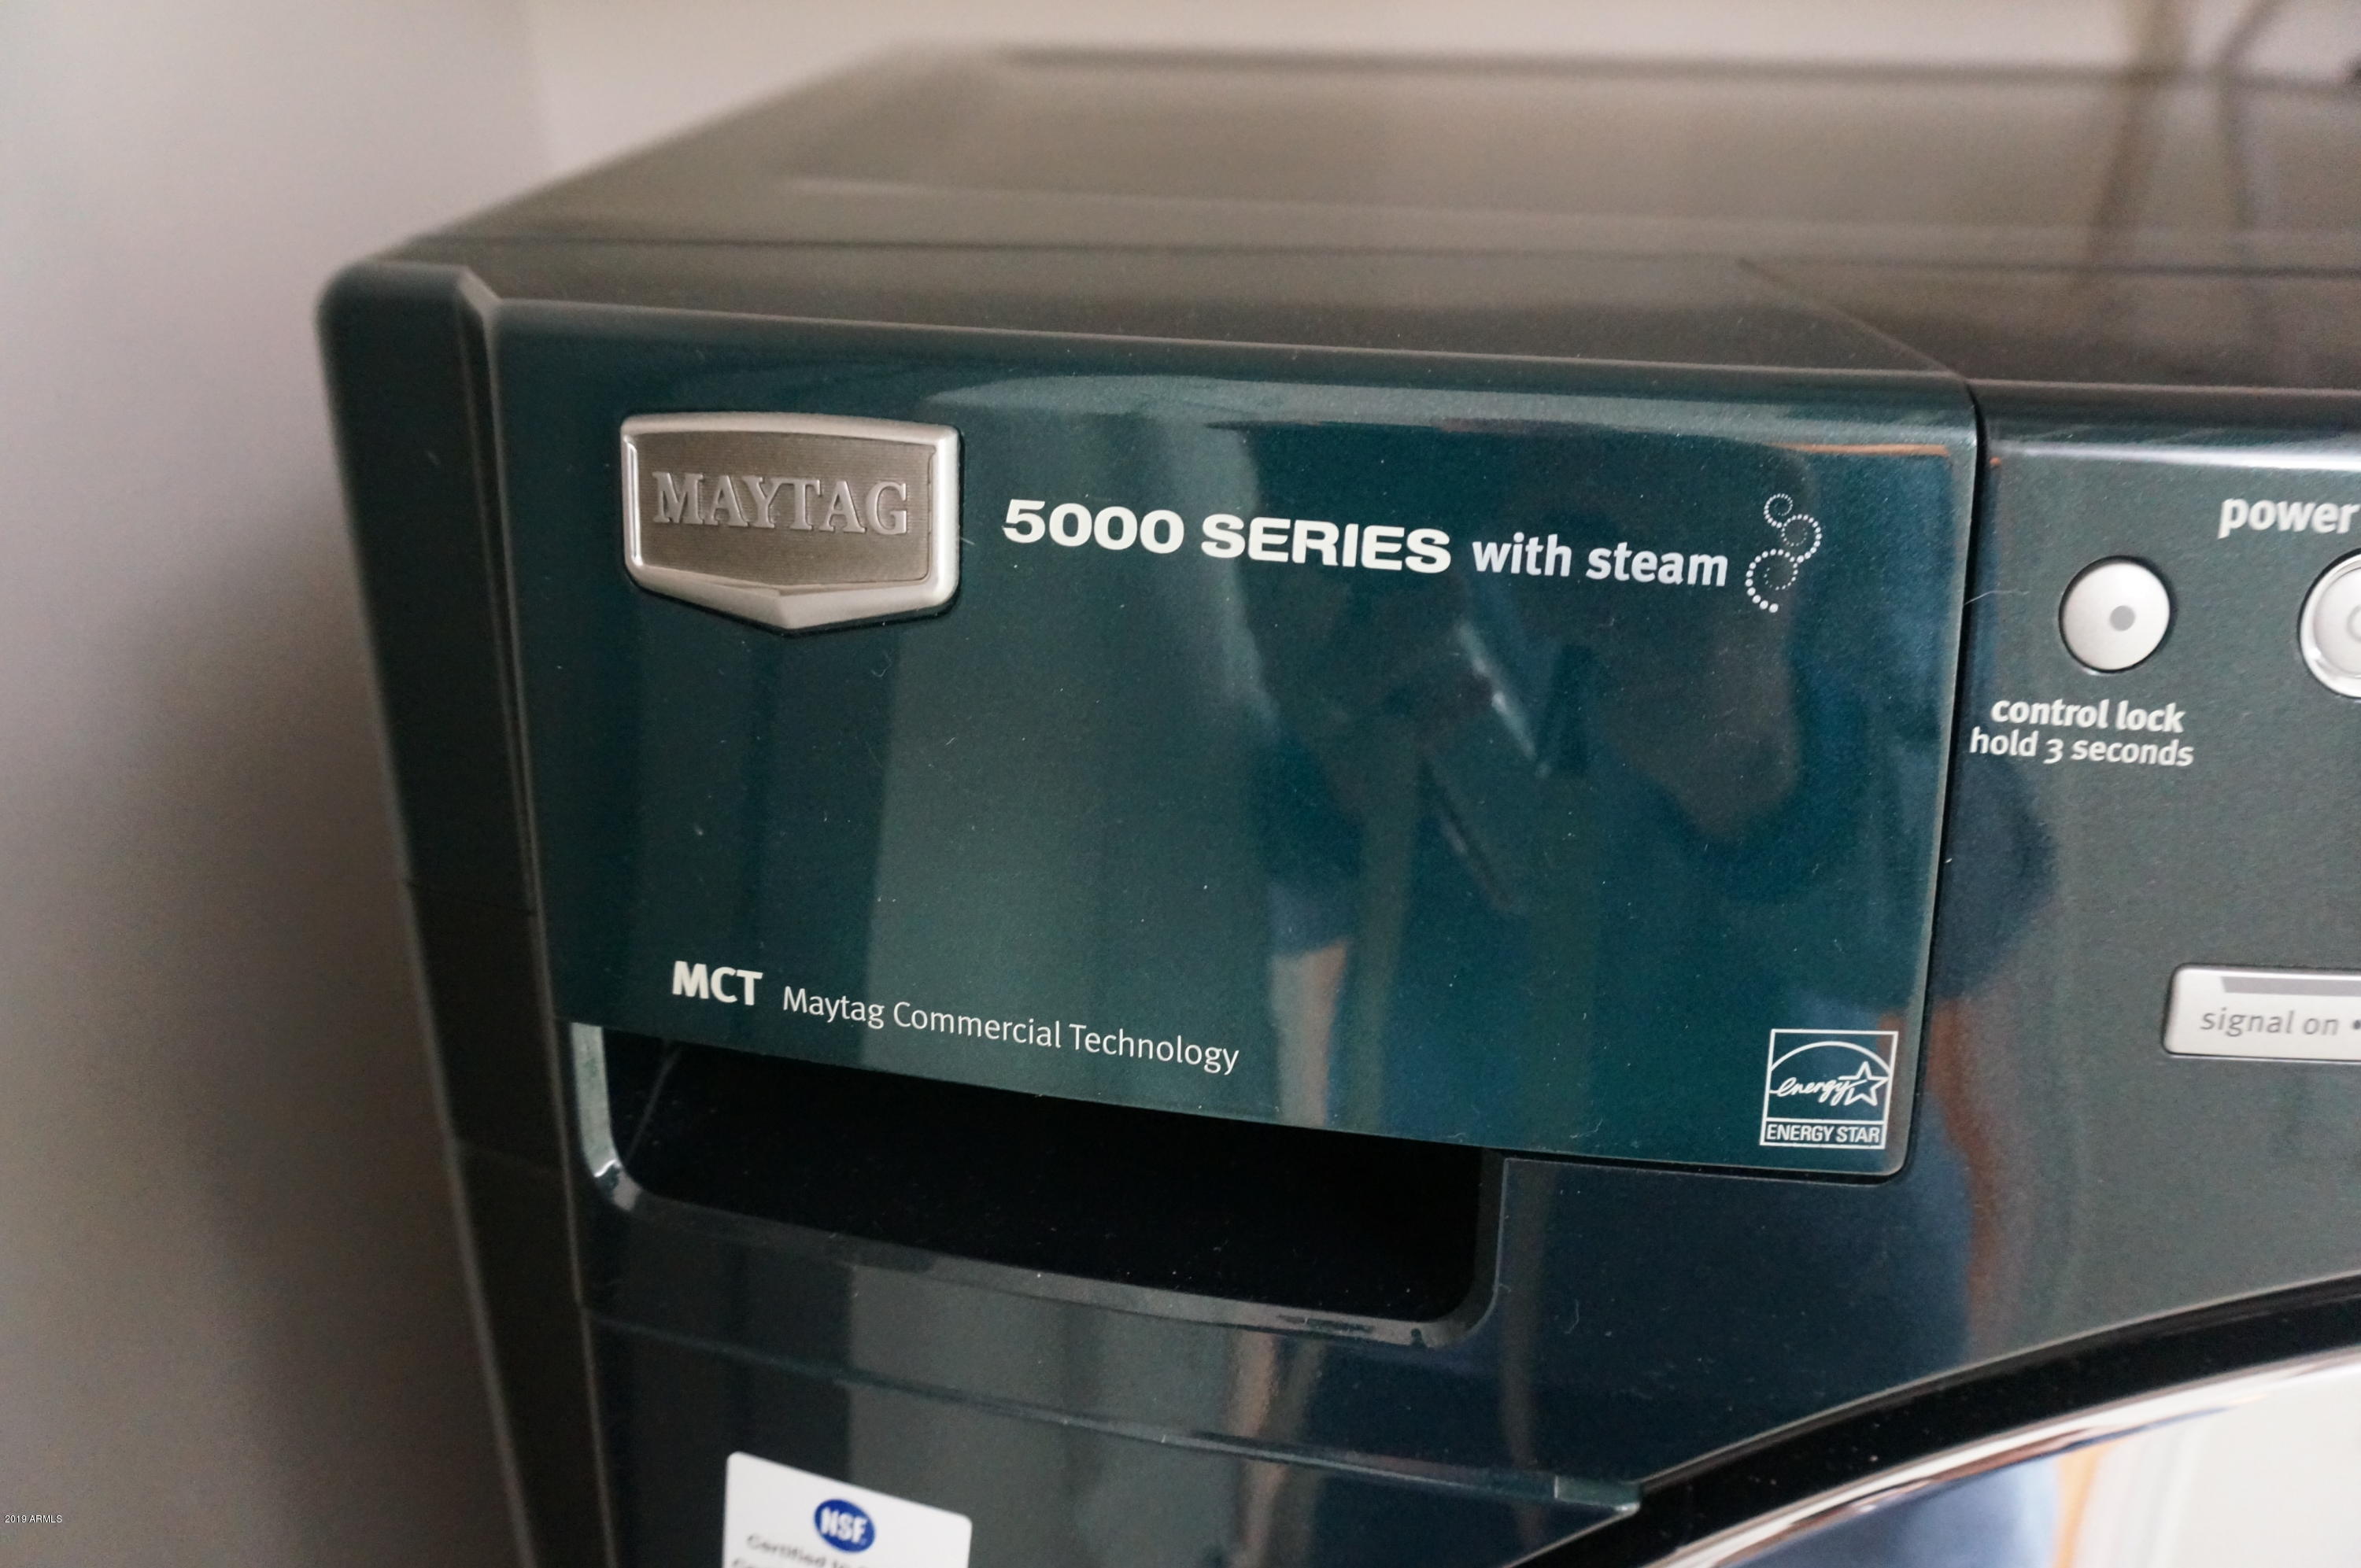 MAYTAG
5000 SERIES with steam
power
control lock
hold 3 seconds
signal on •
MCT Maytag Commercial Technology
energy
ENERGY STAR
NSF
Certified
2019 ARMLS